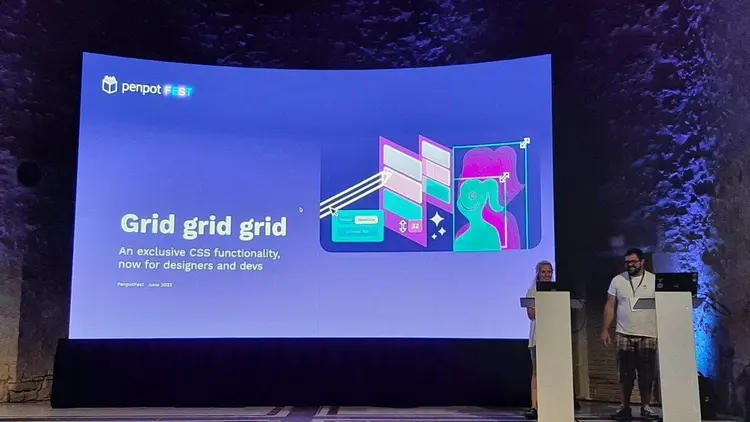 penpot FEST
Grid grid grid
An exclusive CSS functionality,
now for designers and devs
PenpotFest June 2023